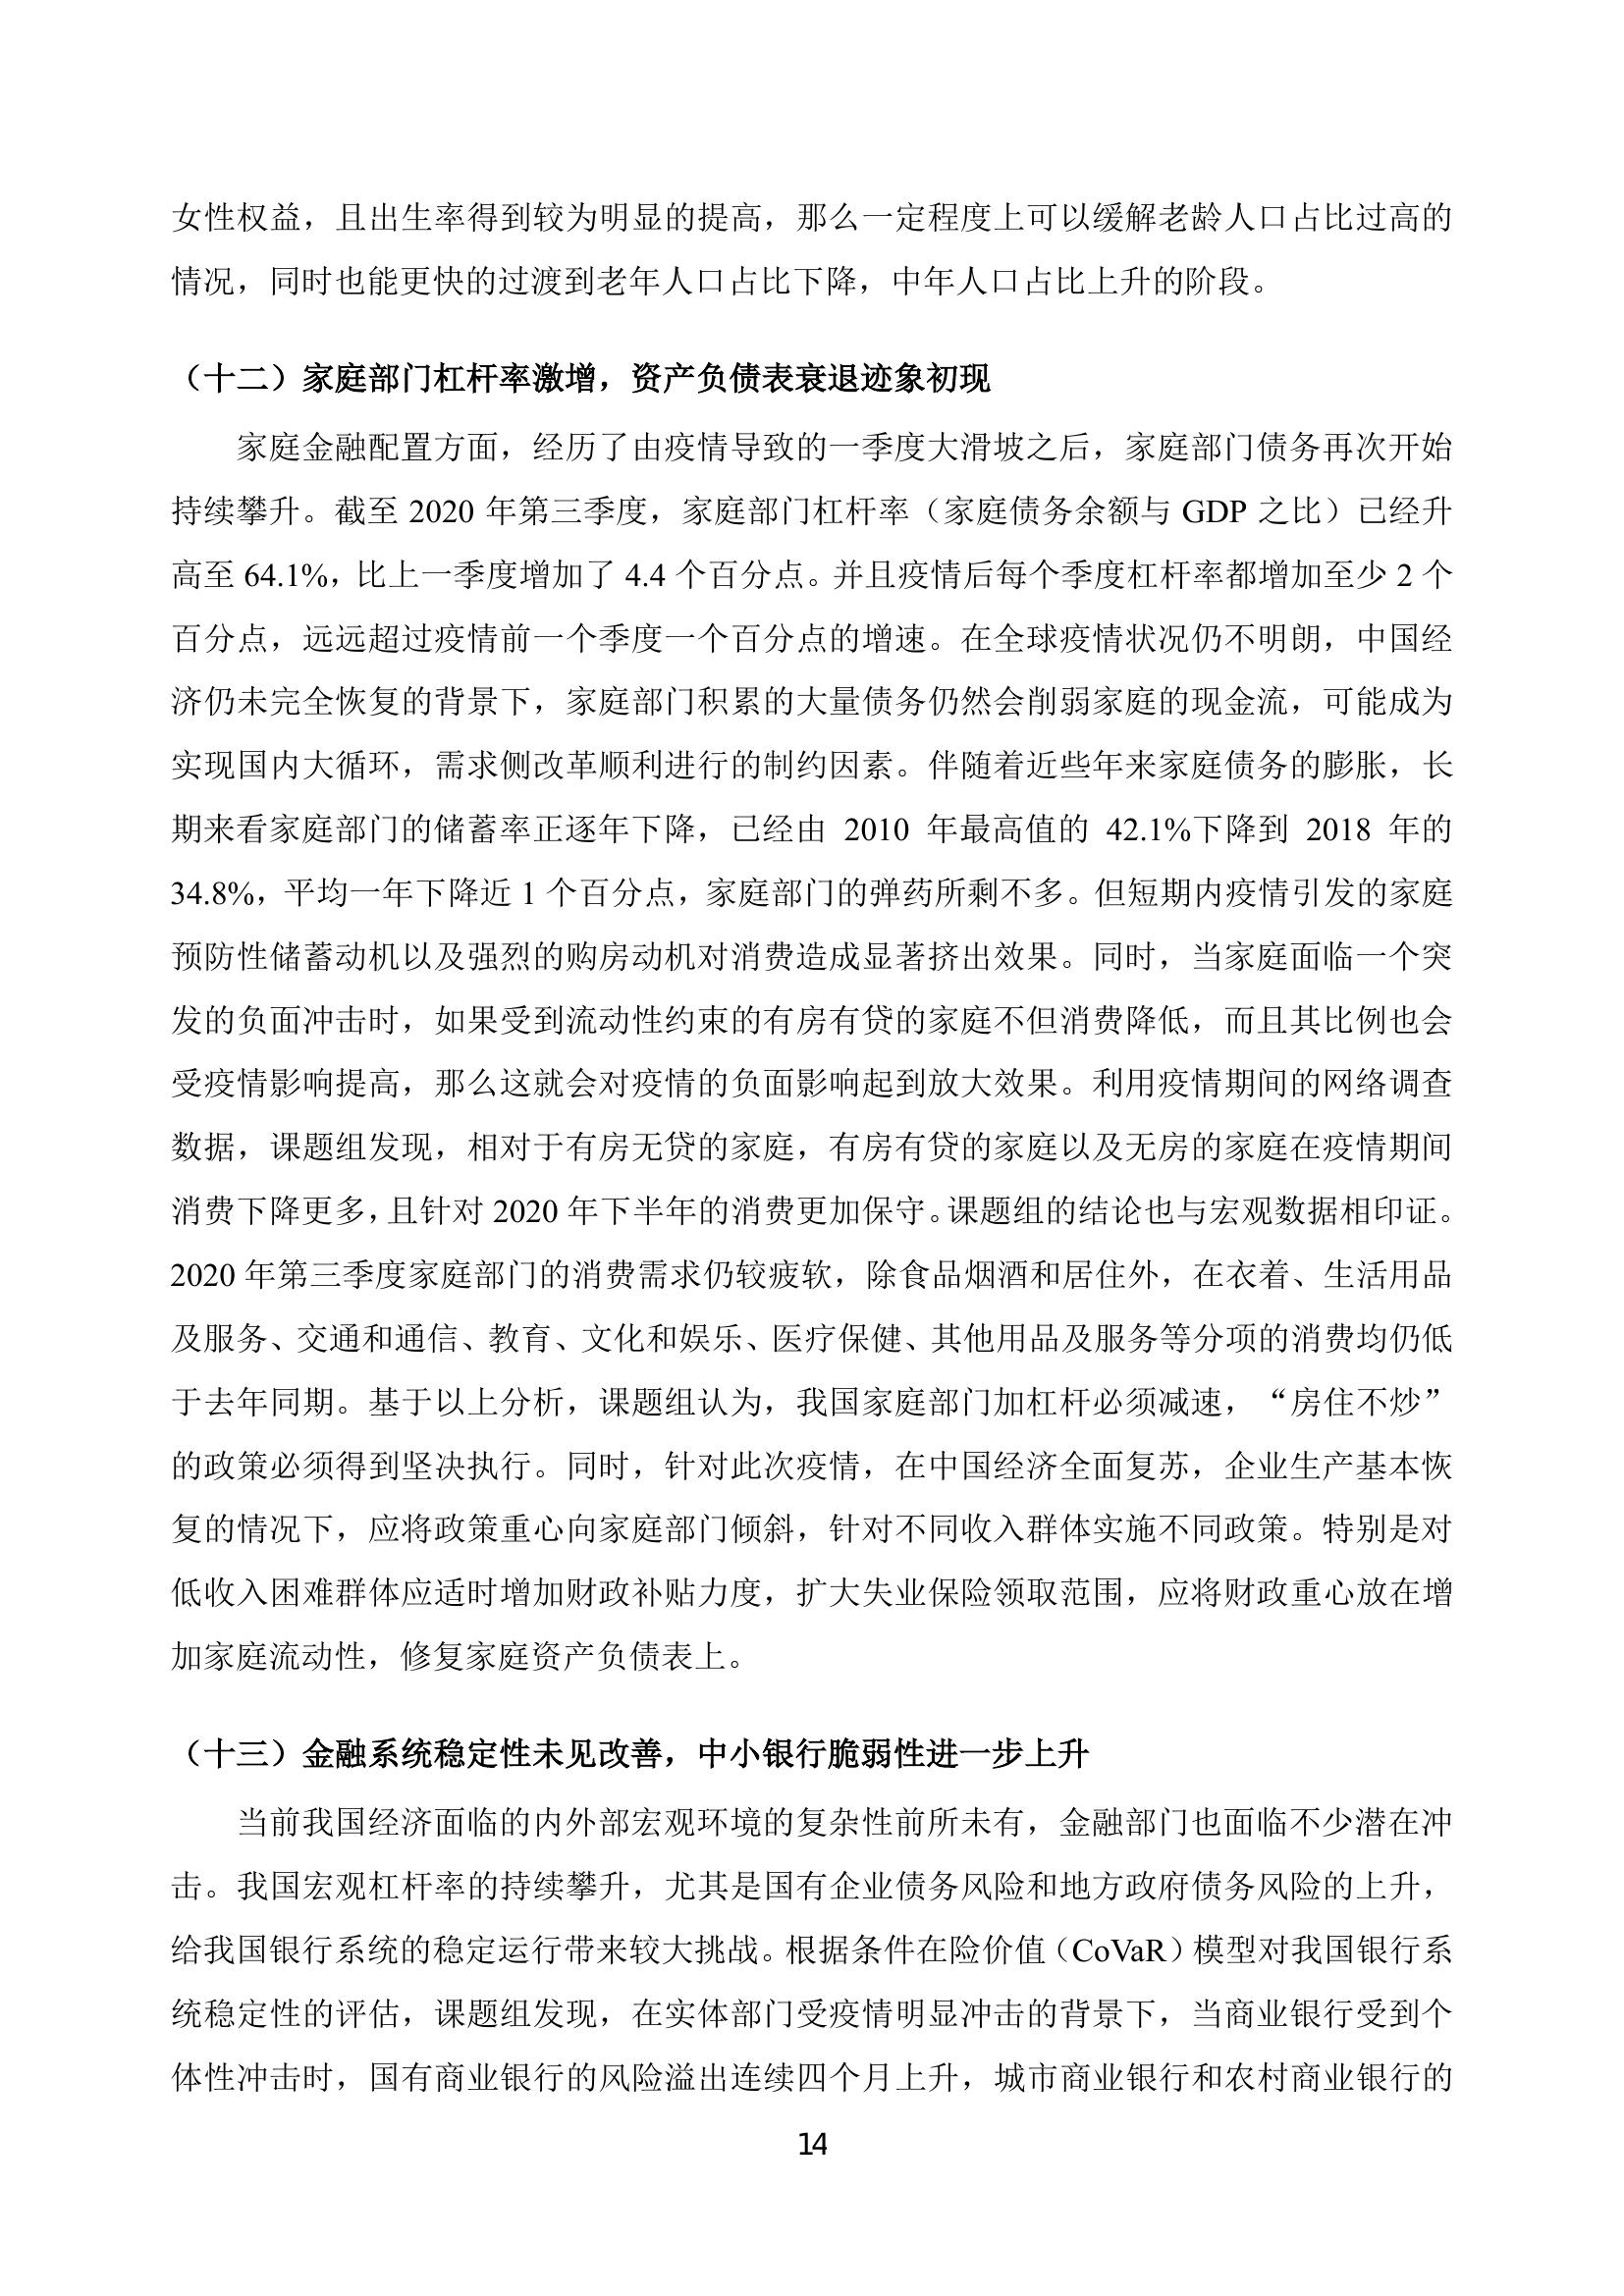 女性权益，且出生率得到较为明显的提高，那么一定程度上可以缓解老龄人口占比过高的
情况，同时也能更快的过渡到老年人口占比下降，中年人口占比上升的阶段。
（十二）家庭部门杠杆率激增，资产负债表衰退迹象初现
家庭金融配置方面，经历了由疫情导致的一季度大滑坡之后，家庭部门债务再次开始
持续攀升。截至 2020 年第三季度，家庭部门杠杆率（家庭债务余额与 GDP 之比）已经升
高至 64.1%，比上一季度增加了 4.4 个百分点。并且疫情后每个季度杠杆率都增加至少 2 个
百分点，远远超过疫情前一个季度一个百分点的增速。在全球疫情状况仍不明朗，中国经
济仍未完全恢复的背景下，家庭部门积累的大量债务仍然会削弱家庭的现金流，可能成为
实现国内大循环，需求侧改革顺利进行的制约因素。伴随着近些年来家庭债务的膨胀，长
期来看家庭部门的储蓄率正逐年下降，已经由 2010 年最高值的 42.1%下降到 2018 年的
34.8%，平均一年下降近 1 个百分点，家庭部门的弹药所剩不多。但短期内疫情引发的家庭
预防性储蓄动机以及强烈的购房动机对消费造成显著挤出效果。同时，当家庭面临一个突
发的负面冲击时，如果受到流动性约束的有房有贷的家庭不但消费降低，而且其比例也会
受疫情影响提高，那么这就会对疫情的负面影响起到放大效果。利用疫情期间的网络调查
数据，课题组发现，相对于有房无贷的家庭，有房有贷的家庭以及无房的家庭在疫情期间
消费下降更多，且针对 2020 年下半年的消费更加保守。课题组的结论也与宏观数据相印证。
2020 年第三季度家庭部门的消费需求仍较疲软，除食品烟酒和居住外，在衣着、生活用品
及服务、交通和通信、教育、文化和娱乐、医疗保健、其他用品及服务等分项的消费均仍低
于去年同期。基于以上分析，课题组认为，我国家庭部门加杠杆必须减速，“房住不炒”
的政策必须得到坚决执行。同时，针对此次疫情，在中国经济全面复苏，企业生产基本恢
复的情况下，应将政策重心向家庭部门倾斜，针对不同收入群体实施不同政策。特别是对
低收入困难群体应适时增加财政补贴力度，扩大失业保险领取范围，应将财政重心放在增
加家庭流动性，修复家庭资产负债表上。
（十三）金融系统稳定性未见改善，中小银行脆弱性进一步上升
当前我国经济面临的内外部宏观环境的复杂性前所未有，金融部门也面临不少潜在冲
击。我国宏观杠杆率的持续攀升，尤其是国有企业债务风险和地方政府债务风险的上升，
给我国银行系统的稳定运行带来较大挑战。根据条件在险价值（CoVaR）模型对我国银行系
统稳定性的评估，课题组发现，在实体部门受疫情明显冲击的背景下，当商业银行受到个
体性冲击时，国有商业银行的风险溢出连续四个月上升，城市商业银行和农村商业银行的
14